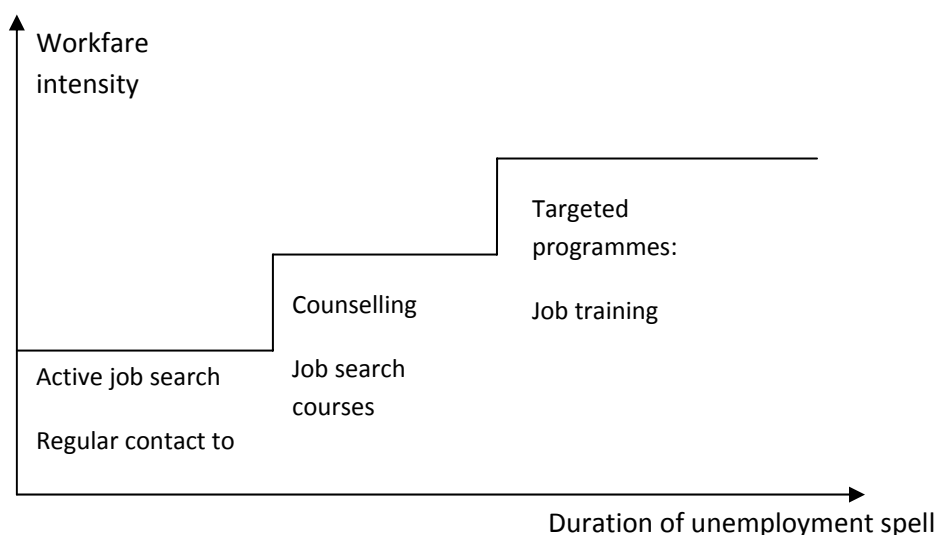 Workfare
intensity
Targeted
programmes:
Job training
Counselling
Job search
courses
Active job search
Regular contact to
Duration of unemployment spell